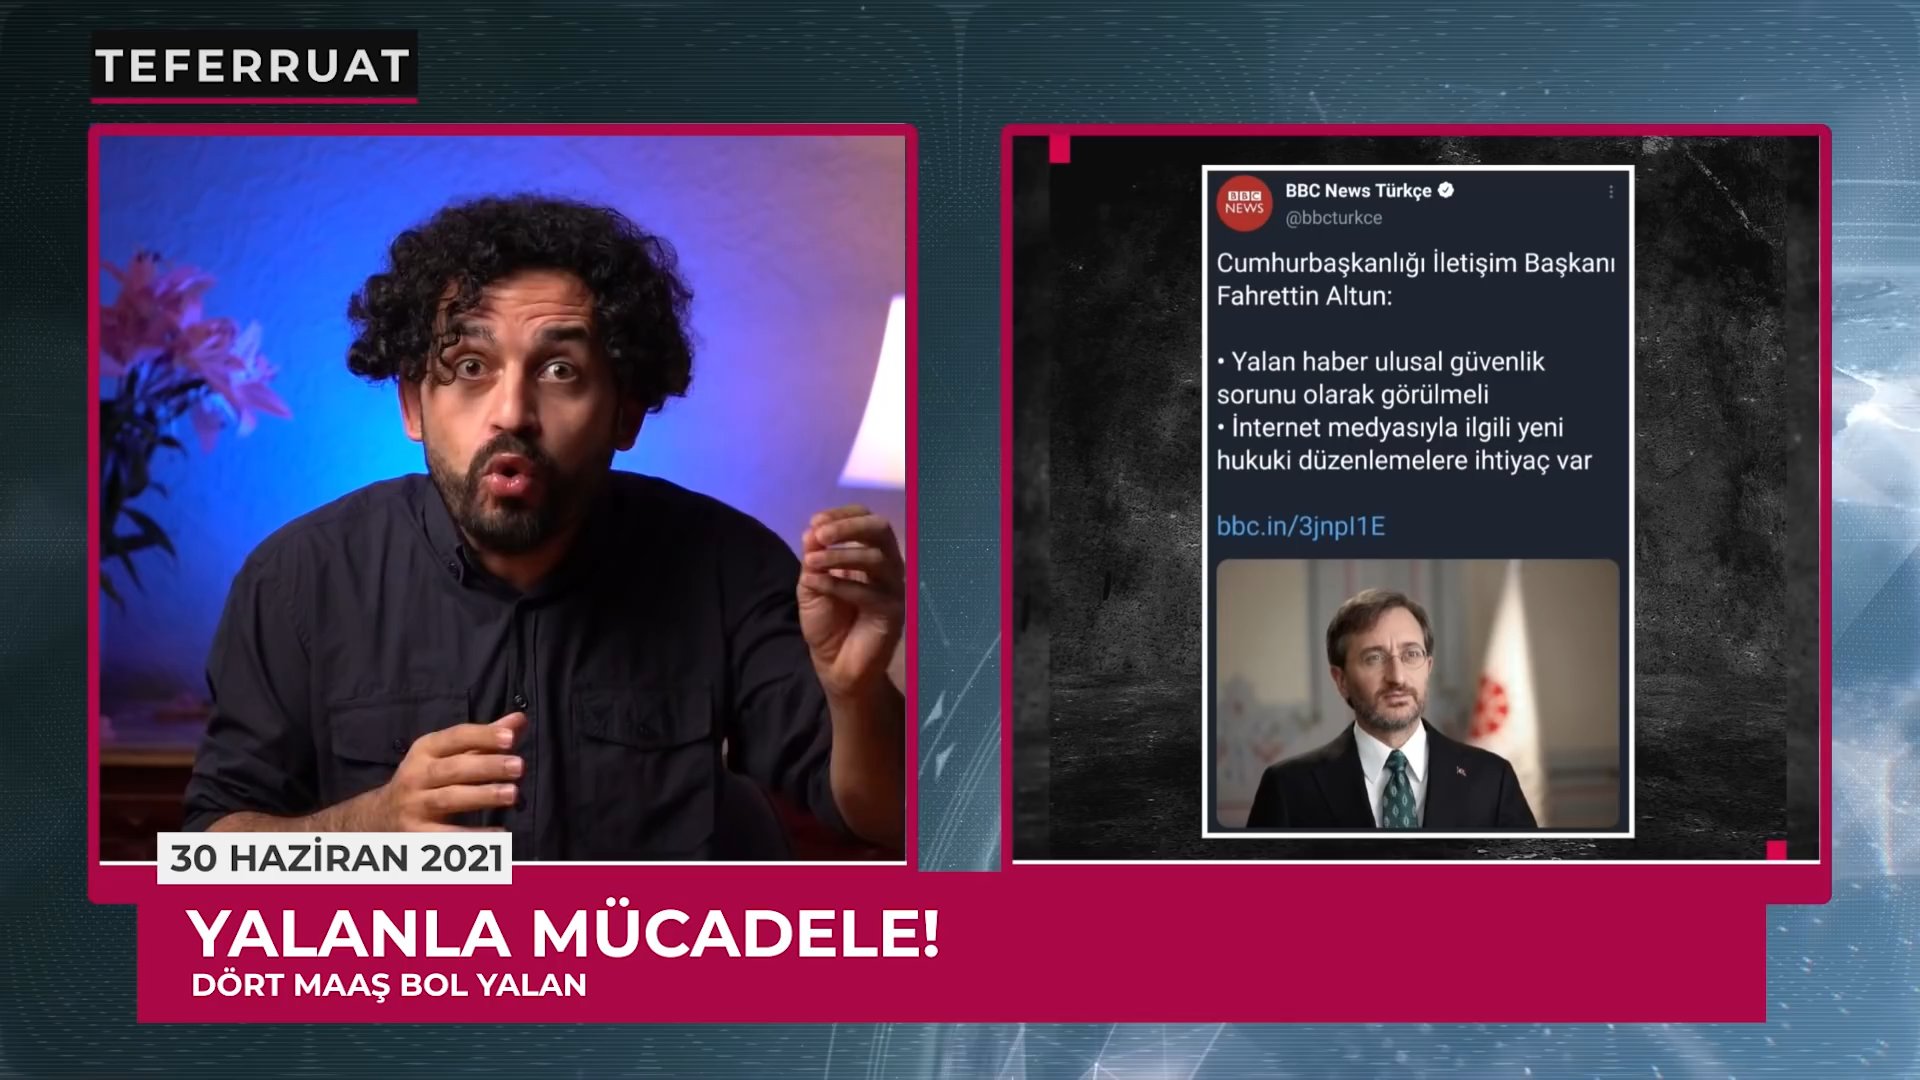 TEFERRUAT
BBC
NEWS
BBC News Türkçe
@bbcturkce
Cumhurbaşkanlığı İletişim Başkanı
Fahrettin Altun:
• Yalan haber ulusal güvenlik
sorunu olarak görülmeli
• İnternet medyasıyla ilgili yeni
hukuki düzenlemelere ihtiyaç var
bbc.in/3jnpI1E
30 HAZİRAN 2021
YALANLA MÜCADELE!
DÖRT MAAŞ BOL YALAN